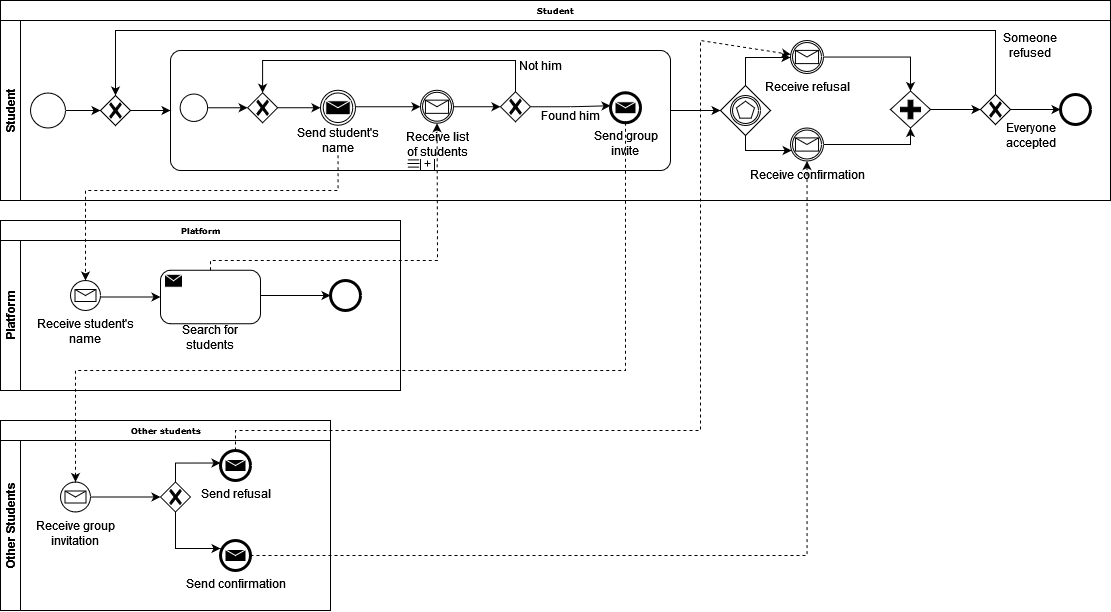 Student
Student
Someone
refused
Not him
Receive refusal
Found him
Send student's
name
Receive list
of students
Send group
invite
Everyone
accepted
Receive confirmation
Platform
Platform
Receive student's
name
Search for
students
Other students
Other Students
Send refusal
Receive group
invitation
Send confirmation